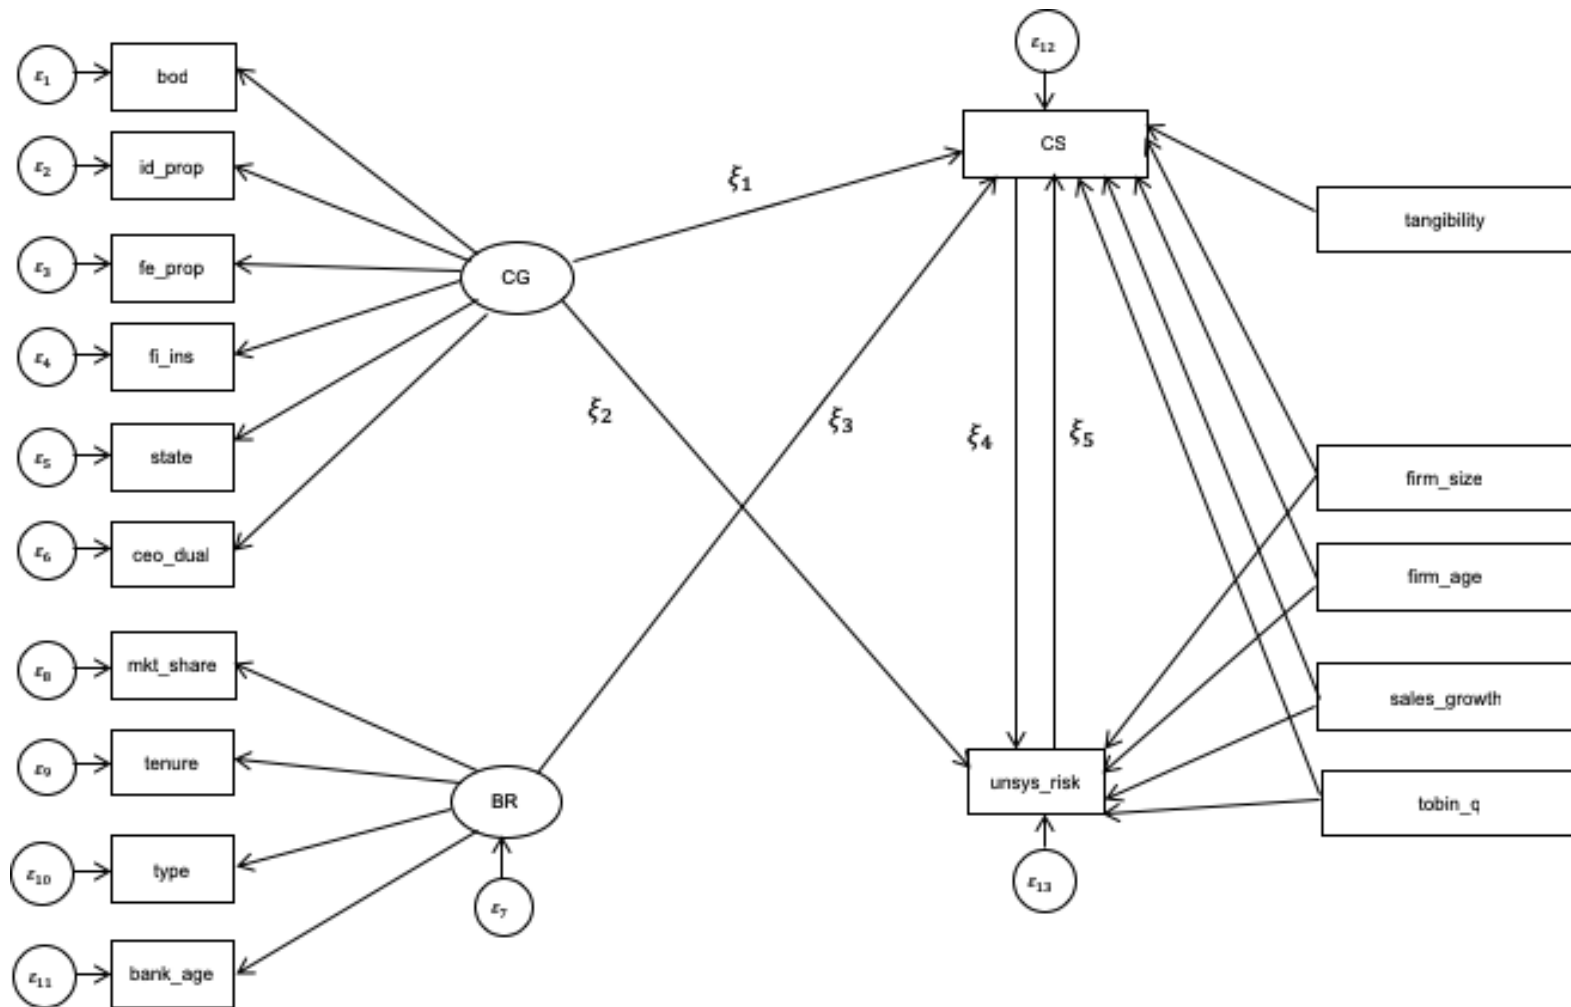 ε₁
bod
ε₂
id_prop
ε₃
fe_prop
ε₄
fi_ins
ε₅
state
ε₆
ceo_dual
ε₈
mkt_share
ε₉
tenure
ε₁₀
type
ε₁₁
bank_age
CG
BR
ε₇
ξ₁
ξ₂
ξ₃
ξ₄
ξ₅
ε₁₂
CS
unsys_risk
ε₁₃
tangibility
firm_size
firm_age
sales_growth
tobin_q